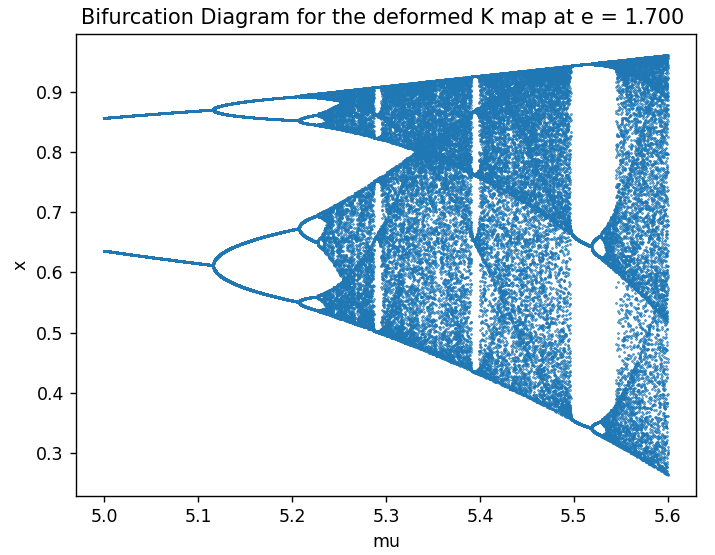 Bifurcation Diagram for the deformed K map at e = 1.700
0.9
0.8
0.7
x
0.6
0.5
0.4
0.3
5.0 5.1 5.2 5.3 5.4 5.5 5.6
mu